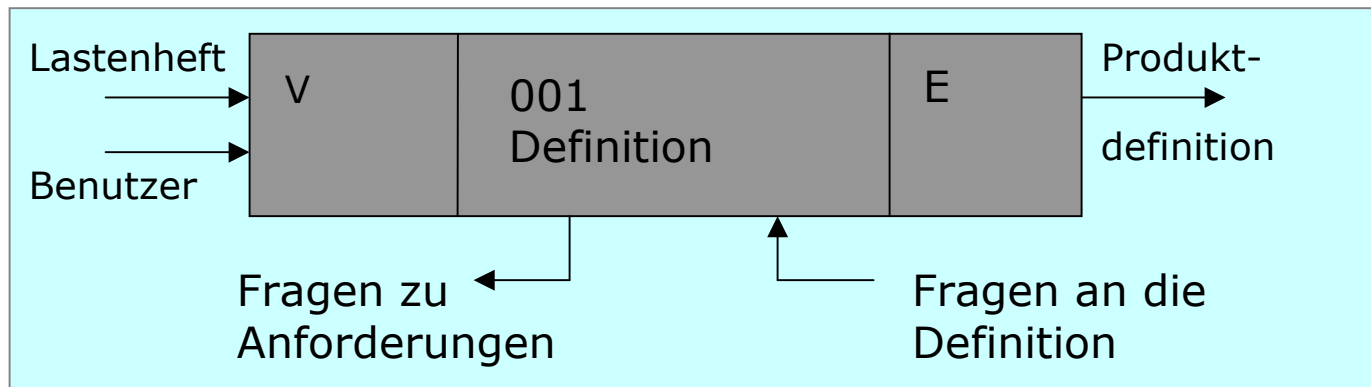 Lastenheft
Benutzer
V
001
Definition
E
Produkt-
definition
Fragen zu
Anforderungen
Fragen an die
Definition